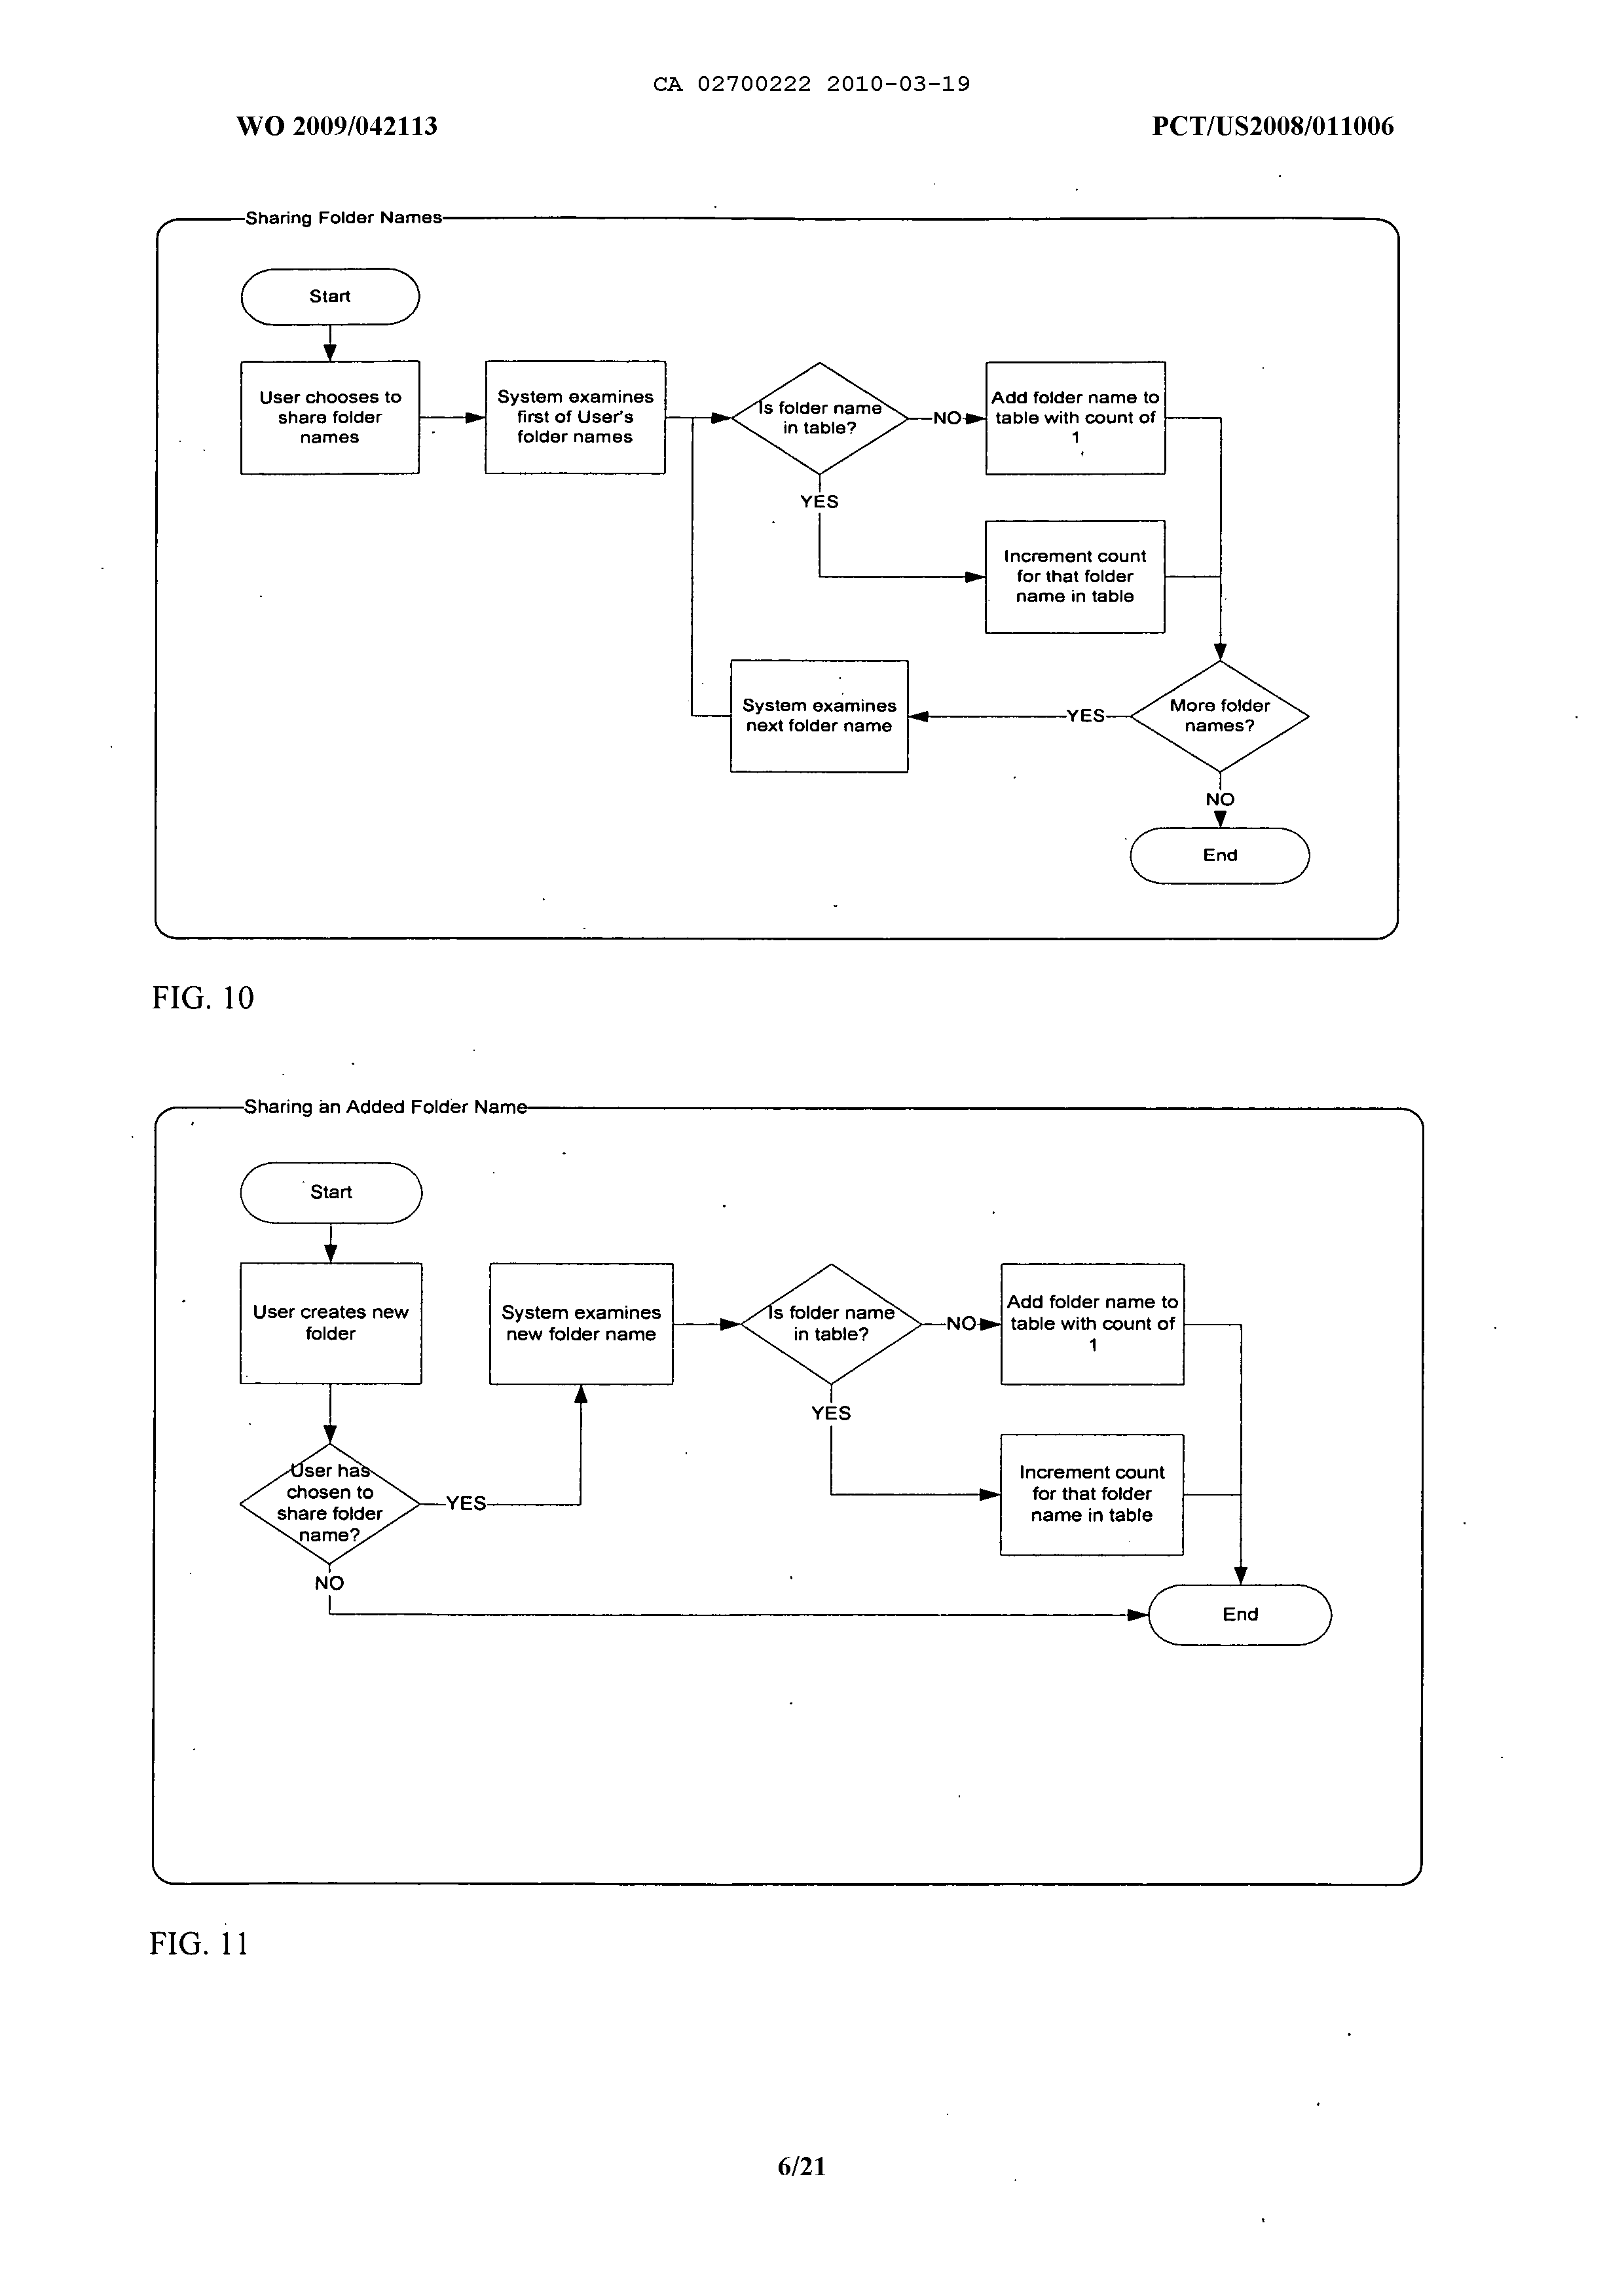 CA 02700222 2010-03-19
WO 2009/042113
PCT/US2008/011006
Sharing Folder Names
Start
User chooses to
share folder
names
System examines
first of User's
folder names
Is folder name
in table?
NO
Add folder name to
table with count of
1
YES
Increment count
for that folder
name in table
System examines
next folder name
YES
More folder
names?
NO
End
FIG. 10
Sharing an Added Folder Name
Start
User creates new
folder
System examines
new folder name
Is folder name
in table?
NO
Add folder name to
table with count of
1
YES
Increment count
for that folder
name in table
User has
chosen to
share folder
name?
YES
NO
End
FIG. 11
6/21